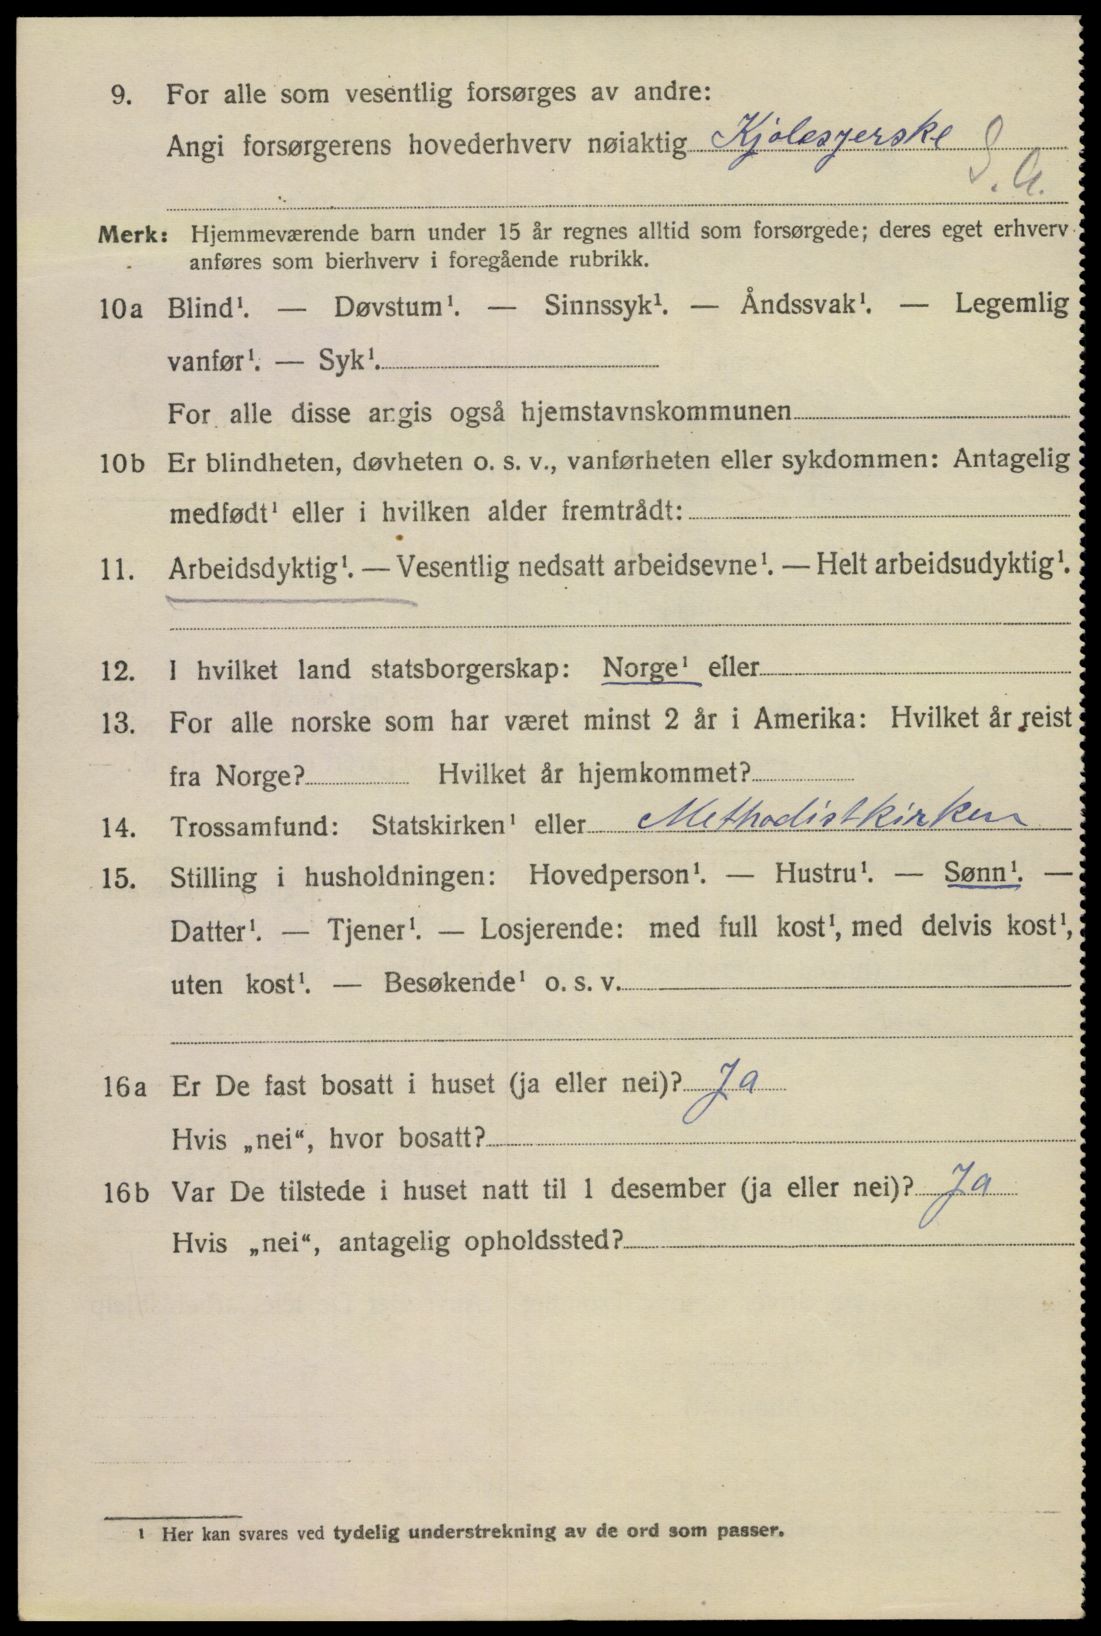 9. For alle som vesentlig forsørges av andre:
Angi forsørgerens hovederhverv nøiaktig Kjolesyerske
S.A.
Merk: Hjemmeværende barn under 15 år regnes alltid som forsørgede; deres eget erhverv
anføres som bierhverv i foregående rubrikk.
10a Blind¹. — Døvstum¹. — Sinnssyk¹. — Åndssvak¹. — Legemlig
vanfør¹. — Syk¹.
For alle disse angis også hjemstavnskommunen
10b Er blindheten, døvheten o. s. v., vanførheten eller sykdommen: Antagelig
medfødt¹ eller i hvilken alder fremtrådt:
11. Arbeidsdyktig¹. — Vesentlig nedsatt arbeidsevne¹. — Helt arbeidsudyktig¹.
12. I hvilket land statsborgerskap: Norge¹ eller
13. For alle norske som har været minst 2 år i Amerika: Hvilket år reist
fra Norge? Hvilket år hjemkommet?
14. Trossamfund: Statskirken¹ eller Methodistkirken
15. Stilling i husholdningen: Hovedperson¹. — Hustru¹. — Sønn¹. —
Datter¹. — Tjener¹. — Losjerende: med full kost¹, med delvis kost¹,
uten kost¹. — Besøkende¹ o. s. v.
16a Er De fast bosatt i huset (ja eller nei)? Ja
Hvis „nei“, hvor bosatt?
16b Var De tilstede i huset natt til 1 desember (ja eller nei)? Ja
Hvis „nei“, antagelig opholdssted?
1 Her kan svares ved tydelig understrekning av de ord som passer.